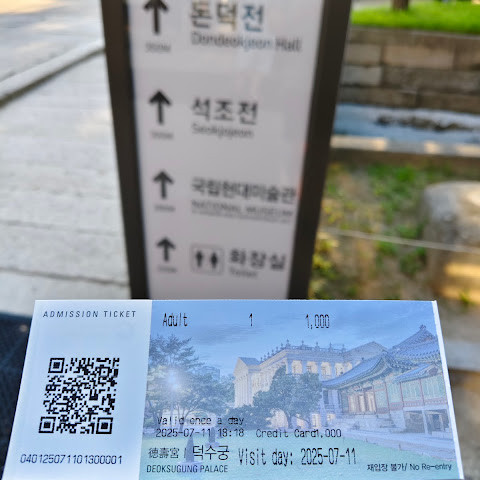 돈덕전
Dondeokjeon Hall
석조전
Seokjojeon
국립현대미술관
NATIONAL MUSEUM
화장실
Toilet
ADMISSION TICKET
Adult 1 1,000
Valid once a day
2025-07-11 18:18 Credit Card1,000
德壽宮 | 덕수궁 Visit day: 2025-07-11
DEOKSUGUNG PALACE
040125071101300001
재입장 불가/ No Re-entry